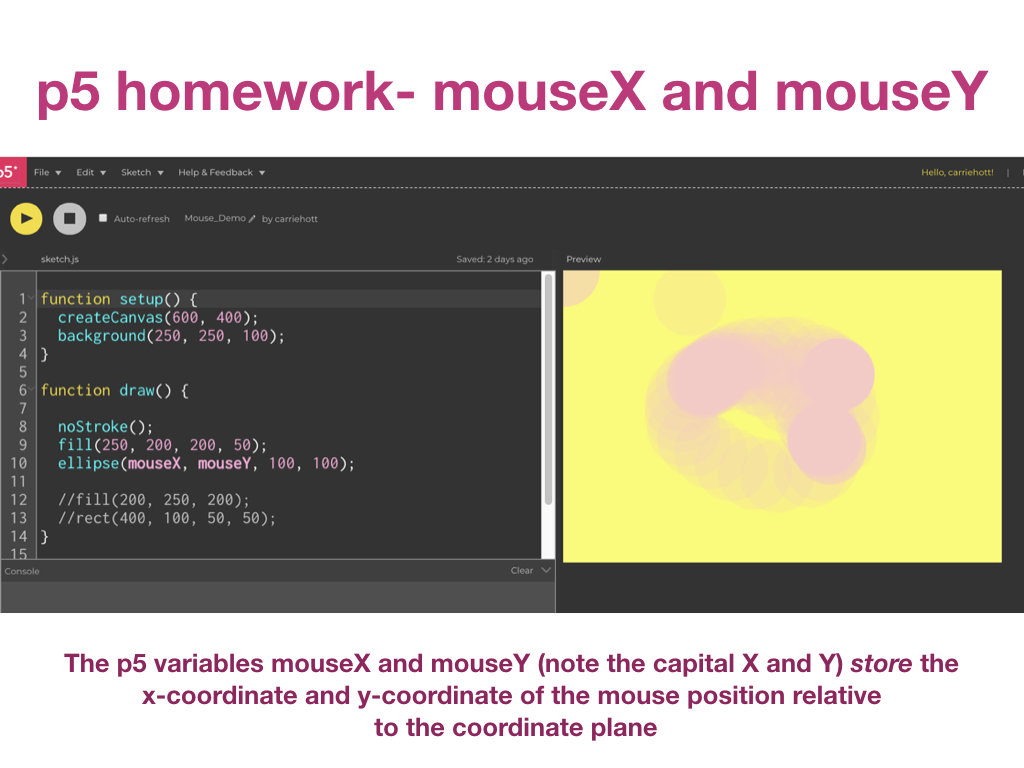 p5 homework- mouseX and mouseY
p5* File Edit Sketch Help & Feedback Hello, carriehott! |
Auto-refresh Mouse_Demo by carriehott
sketch.js Saved: 2 days ago Preview
1 function setup() {
2 createCanvas(600, 400);
3 background(250, 250, 100);
4 }
5
6 function draw() {
7
8 noStroke();
9 fill(250, 200, 200, 50);
10 ellipse(mouseX, mouseY, 100, 100);
11
12 //fill(200, 250, 200);
13 //rect(400, 100, 50, 50);
14 }
15
Console Clear
The p5 variables mouseX and mouseY (note the capital X and Y) store the
x-coordinate and y-coordinate of the mouse position relative
to the coordinate plane